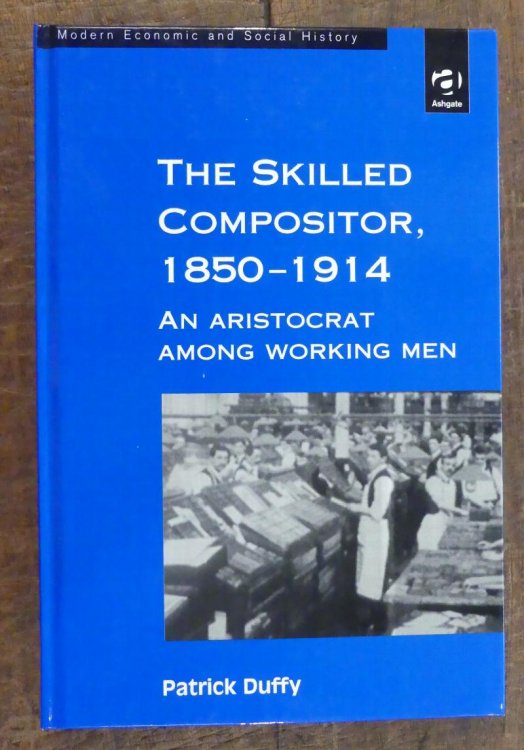 Modern Economic and Social History
a
Ashgate
THE SKILLED
COMPOSITOR,
1850–1914
AN ARISTOCRAT
AMONG WORKING MEN
Patrick Duffy